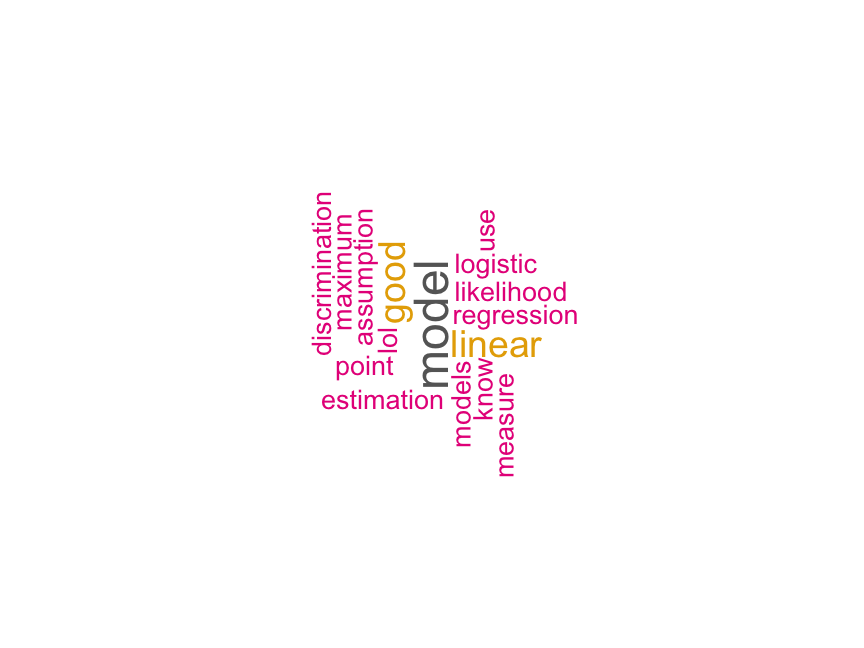 discrimination
maximum
assumption
good
lol
point
estimation
model
use
logistic
likelihood
regression
linear
models
know
measure